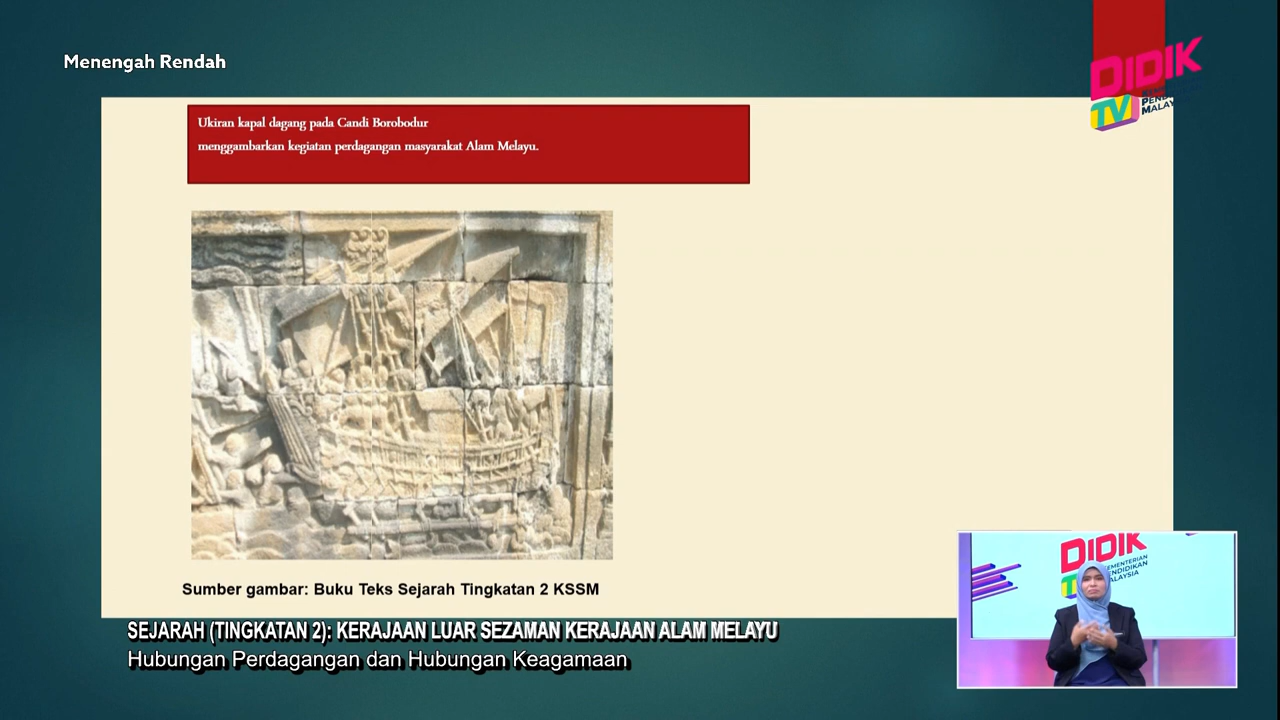 Menengah Rendah
DIDIK
TV
Ukiran kapal dagang pada Candi Borobodur
menggambarkan kegiatan perdagangan masyarakat Alam Melayu.
Sumber gambar: Buku Teks Sejarah Tingkatan 2 KSSM
DIDIK
KEMENTERIAN
PENDIDIKAN
MALAYSIA
SEJARAH (TINGKATAN 2): KERAJAAN LUAR SEZAMAN KERAJAAN ALAM MELAYU
Hubungan Perdagangan dan Hubungan Keagamaan